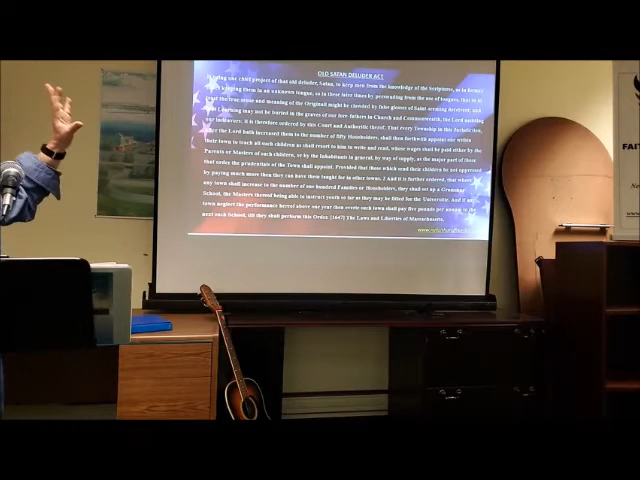 OLD SATAN DELUDER ACT
It being one chief project of that old deluder, Satan, to keep men from the knowledge of the Scriptures, as in former
times keeping them in an unknown tongue, so in these later times by perswading from the use of tongues, that so at
least the true sense and meaning of the Original might be clowded by false glosses of Saint-seeming deceivers; and
that Learning may not be buried in the graves of our fore-fathers in Church and Commonwealth, the Lord assisting
our indeavors: it is therefore ordered by this Court and Authoritie therof; That every Township in this Jurisdiction,
after the Lord hath increased them to the number of fifty Housholders, shall then forthwith appoint one within
their town to teach all such children as shall resort to him to write and read, whose wages shall be paid either by the
Parents or Masters of such children, or by the Inhabitants in general, by way of supply, as the major part of those
that order the prudentials of the Town shall appoint. Provided that those which send their children be not oppressed
by paying much more then they can have them taught for in other towns. 2 And it is further ordered, that where
any town shall increase to the number of one hundred Families or Housholders, they shall set up a Grammar
School, the Masters thereof being able to instruct youth so far as they may be fitted for the Universitie. And if any
town neglect the performance heerof above one year then everie such town shall pay five pounds per annum to the
next such School, till they shall perform this Order. [1647] The Laws and Liberties of Massachusetts.
FAITH